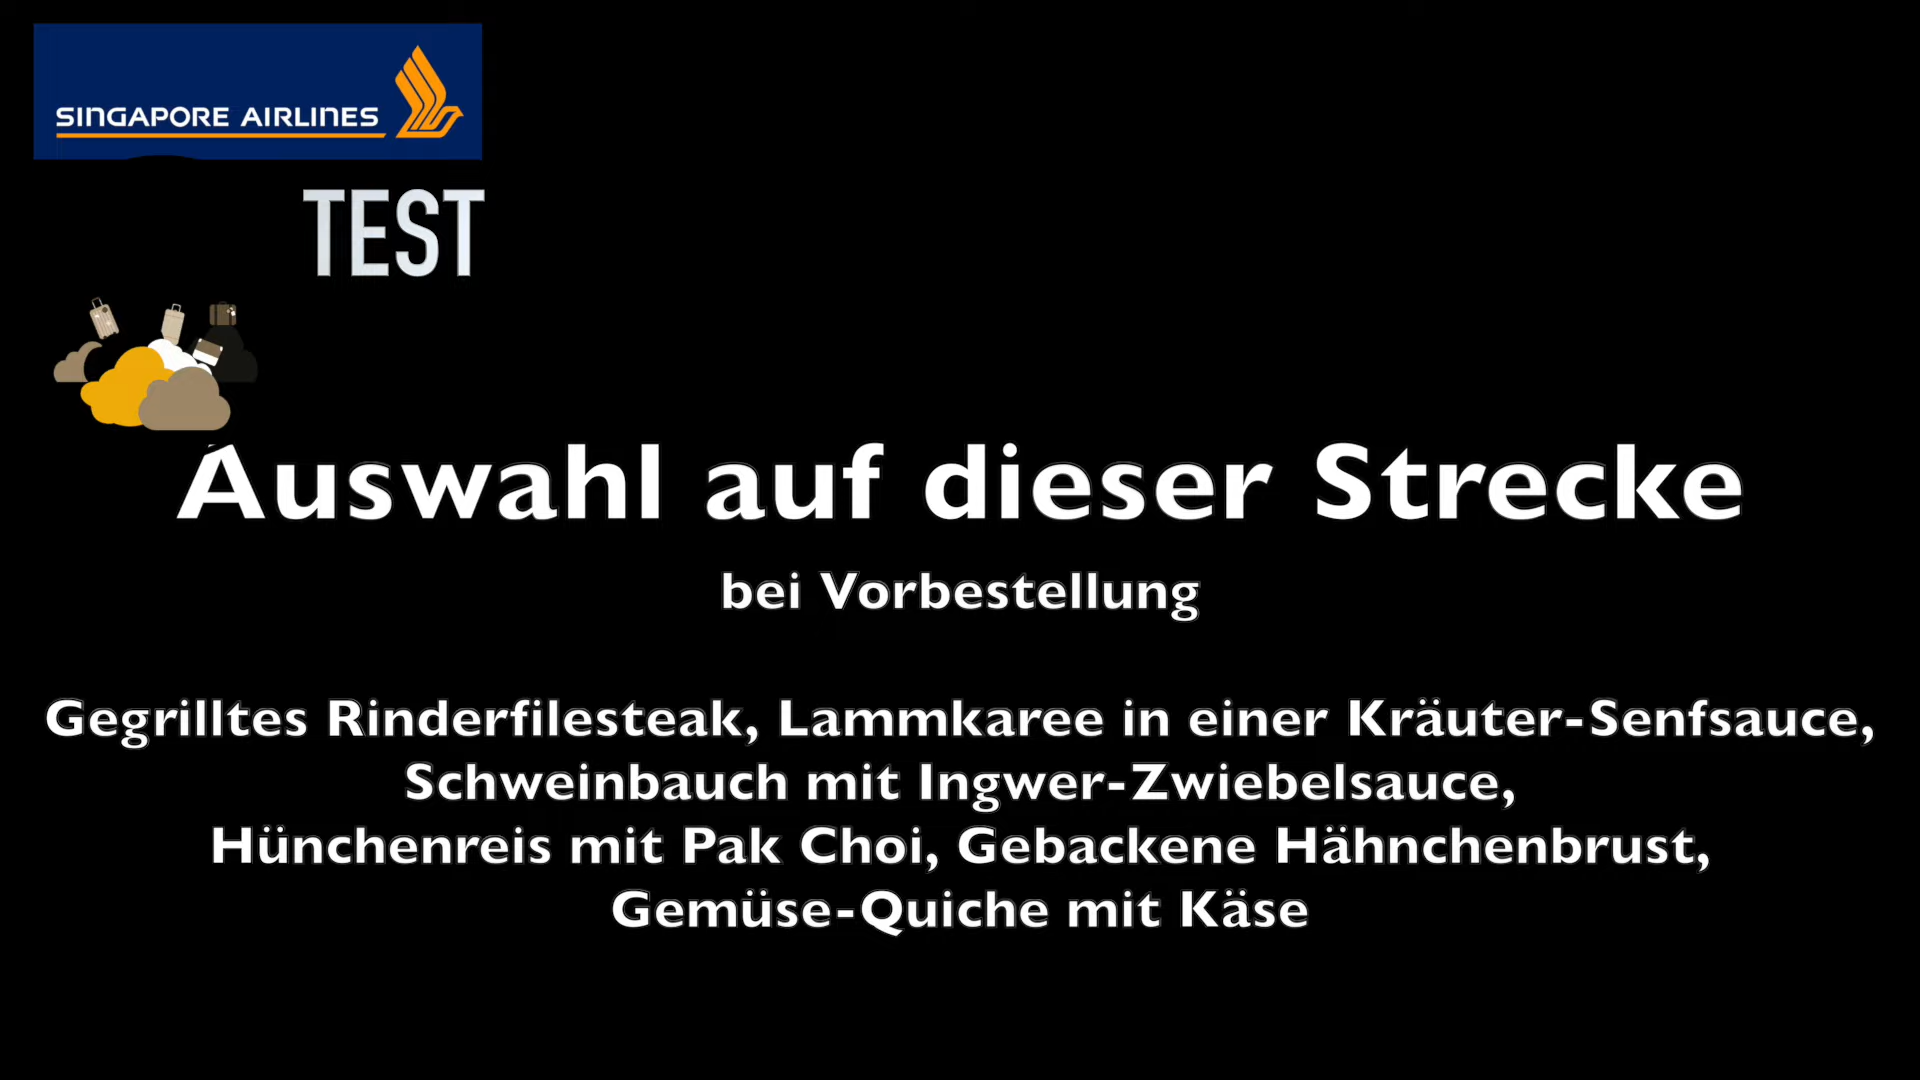 SINGAPORE AIRLINES
TEST
Auswahl auf dieser Strecke
bei Vorbestellung
Gegrilltes Rinderfilesteak, Lammkaree in einer Kräuter-Senfsauce,
Schweinbauch mit Ingwer-Zwiebelsauce,
Hünchenreis mit Pak Choi, Gebackene Hähnchenbrust,
Gemüse-Quiche mit Käse